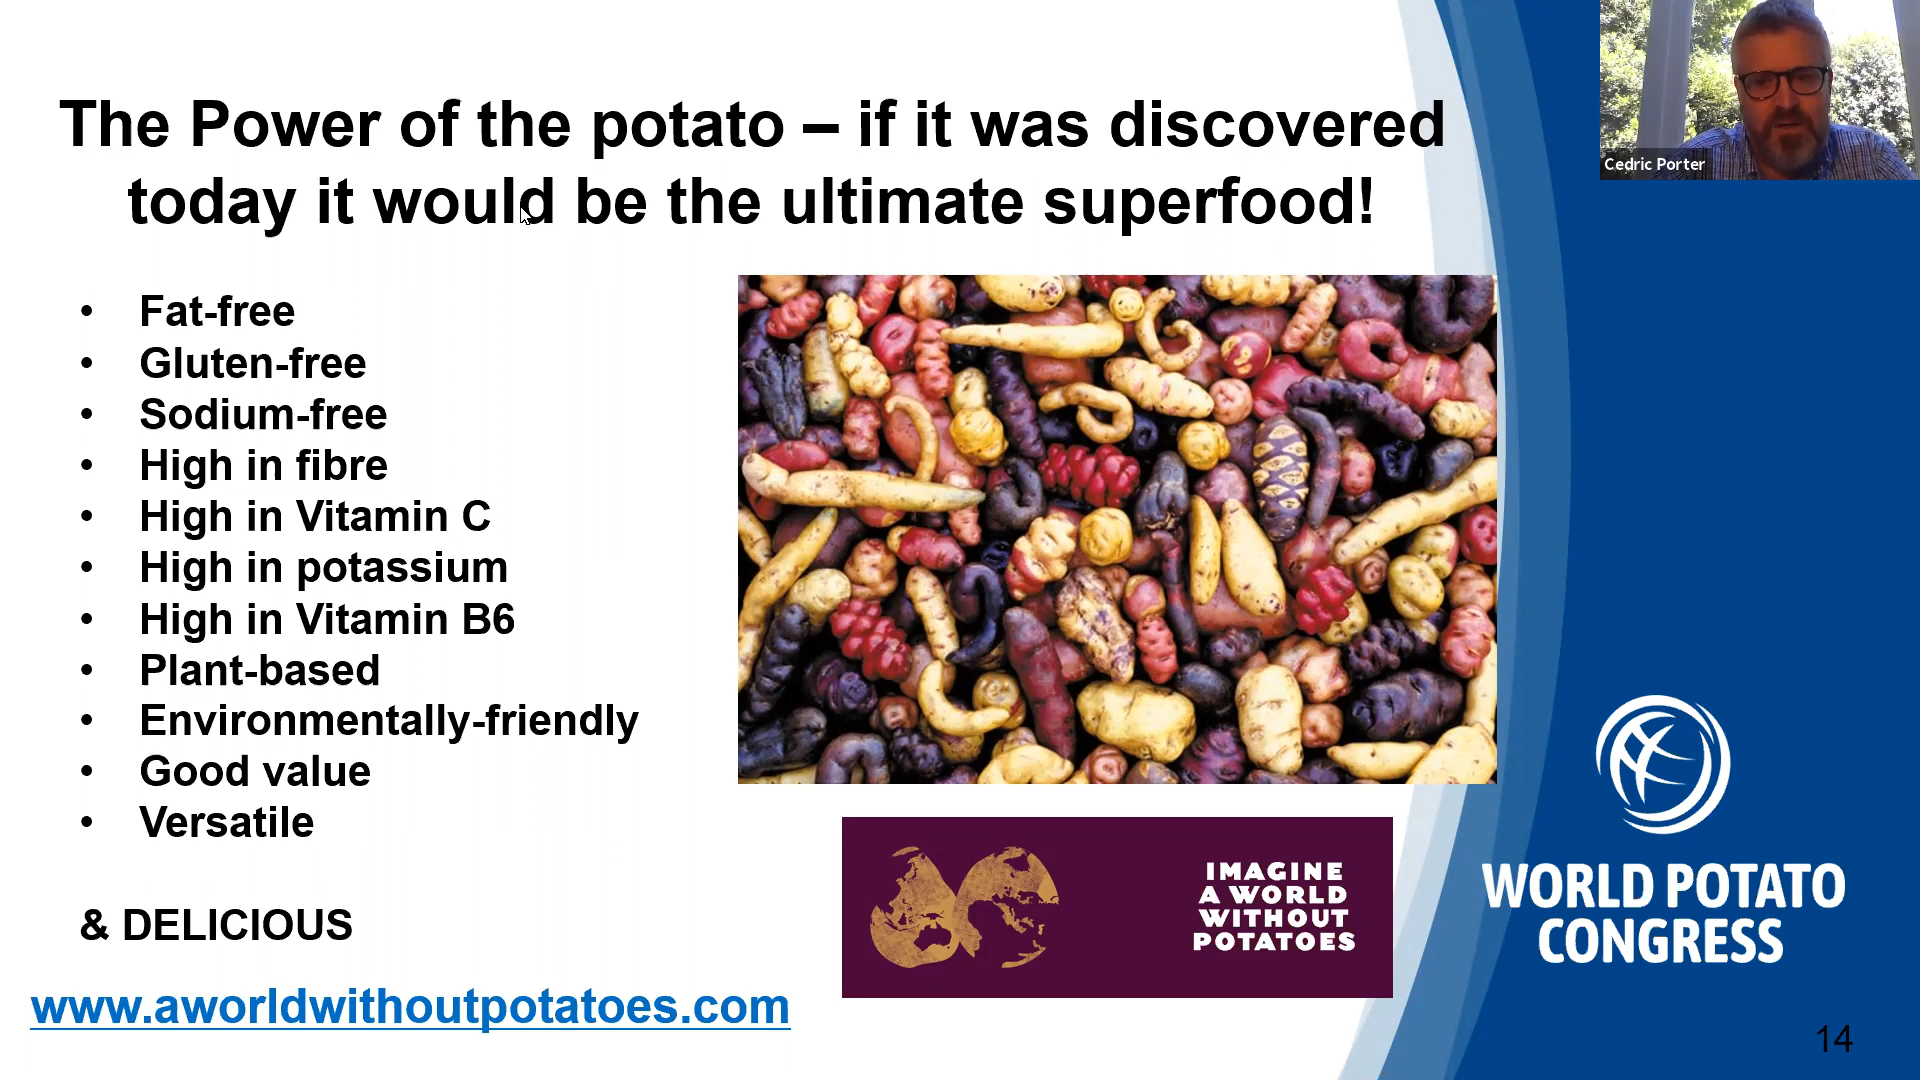 The Power of the potato – if it was discovered
today it would be the ultimate superfood!
Cedric Porter
• Fat-free
• Gluten-free
• Sodium-free
• High in fibre
• High in Vitamin C
• High in potassium
• High in Vitamin B6
• Plant-based
• Environmentally-friendly
• Good value
• Versatile
& DELICIOUS
www.aworldwithoutpotatoes.com
IMAGINE
A WORLD
WITHOUT
POTATOES
WORLD POTATO
CONGRESS
14